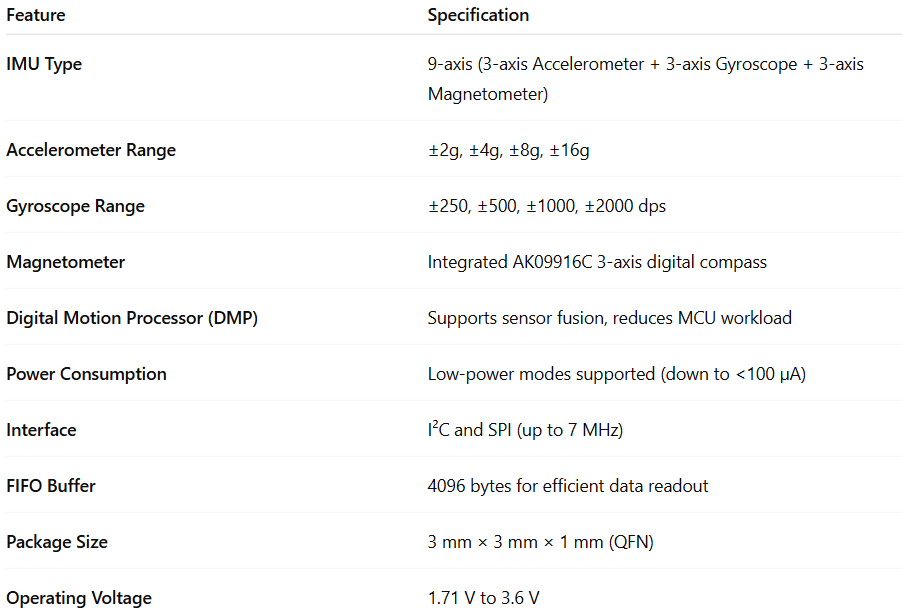 Feature Specification
IMU Type 9-axis (3-axis Accelerometer + 3-axis Gyroscope + 3-axis
Magnetometer)
Accelerometer Range ±2g, ±4g, ±8g, ±16g
Gyroscope Range ±250, ±500, ±1000, ±2000 dps
Magnetometer Integrated AK09916C 3-axis digital compass
Digital Motion Processor (DMP) Supports sensor fusion, reduces MCU workload
Power Consumption Low-power modes supported (down to <100 µA)
Interface I²C and SPI (up to 7 MHz)
FIFO Buffer 4096 bytes for efficient data readout
Package Size 3 mm × 3 mm × 1 mm (QFN)
Operating Voltage 1.71 V to 3.6 V